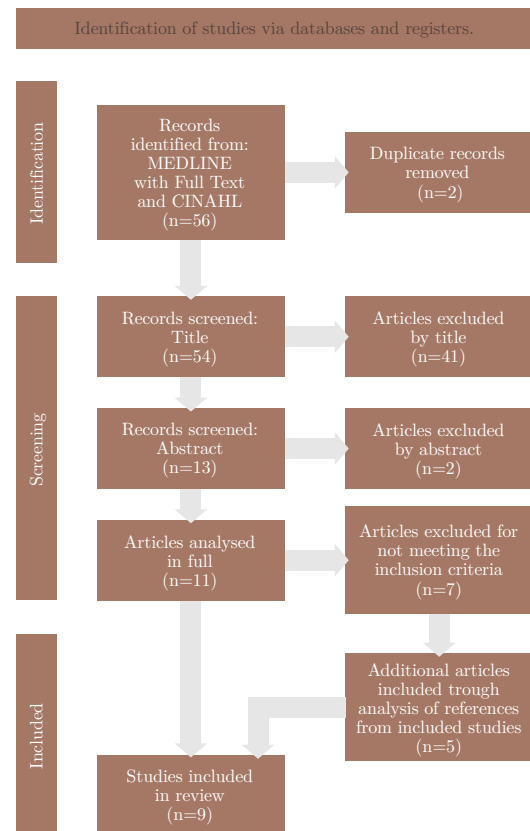 Identification of studies via databases and registers.
Identification
Records
identified from:
MEDLINE
with Full Text
and CINAHL
(n=56)
Duplicate records
removed
(n=2)
Screening
Records screened:
Title
(n=54)
Articles excluded
by title
(n=41)
Records screened:
Abstract
(n=13)
Articles excluded
by abstract
(n=2)
Articles analysed
in full
(n=11)
Articles excluded for
not meeting the
inclusion criteria
(n=7)
Included
Additional articles
included trough
analysis of references
from included studies
(n=5)
Studies included
in review
(n=9)